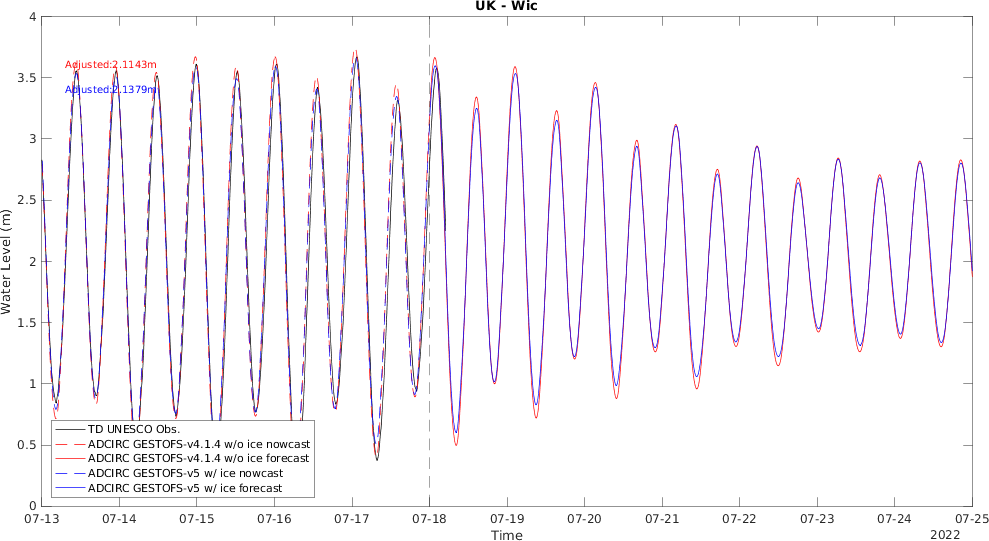 UK - Wic
4
3.5
3
2.5
2
1.5
1
0.5
0
Water Level (m)
Adjusted:2.1143m
Adjusted:2.1379m
TD UNESCO Obs.
ADCIRC GESTOFS-v4.1.4 w/o ice nowcast
ADCIRC GESTOFS-v4.1.4 w/o ice forecast
ADCIRC GESTOFS-v5 w/ ice nowcast
ADCIRC GESTOFS-v5 w/ ice forecast
07-13 07-14 07-15 07-16 07-17 07-18 07-19 07-20 07-21 07-22 07-23 07-24 07-25
Time
2022